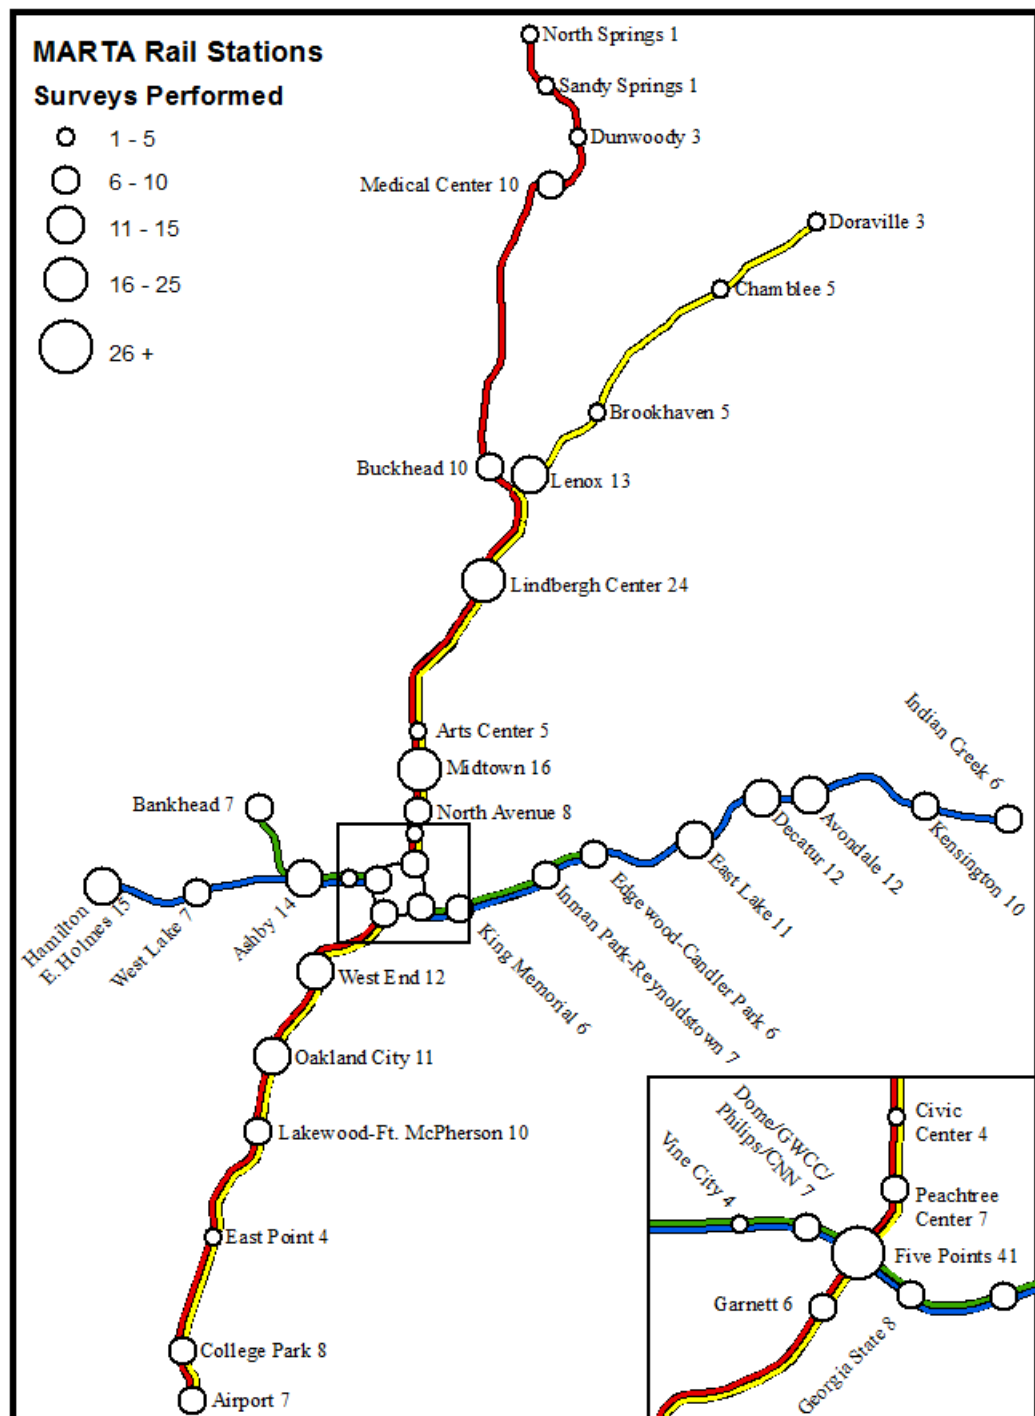 MARTA Rail Stations
Surveys Performed
1 - 5
6 - 10
11 - 15
16 - 25
26 +
North Springs 1
Sandy Springs 1
Dunwoody 3
Medical Center 10
Doraville 3
Chamblee 5
Brookhaven 5
Buckhead 10
Lenox 13
Lindbergh Center 24
Arts Center 5
Midtown 16
North Avenue 8
Bankhead 7
Hamilton
E. Holmes 15
West Lake 7
Ashby 14
King Memorial 6
Inman Park-Reynoldstown 7
Edgewood-Candler Park 6
East Lake 11
Decatur 12
Avondale 12
Kensington 10
Indian Creek 6
West End 12
Oakland City 11
Lakewood-Ft. McPherson 10
East Point 4
College Park 8
Airport 7
Vine City 4
Dome/GWCC/
Philips/CNN 7
Civic
Center 4
Peachtree
Center 7
Five Points 41
Garnett 6
Georgia State 8